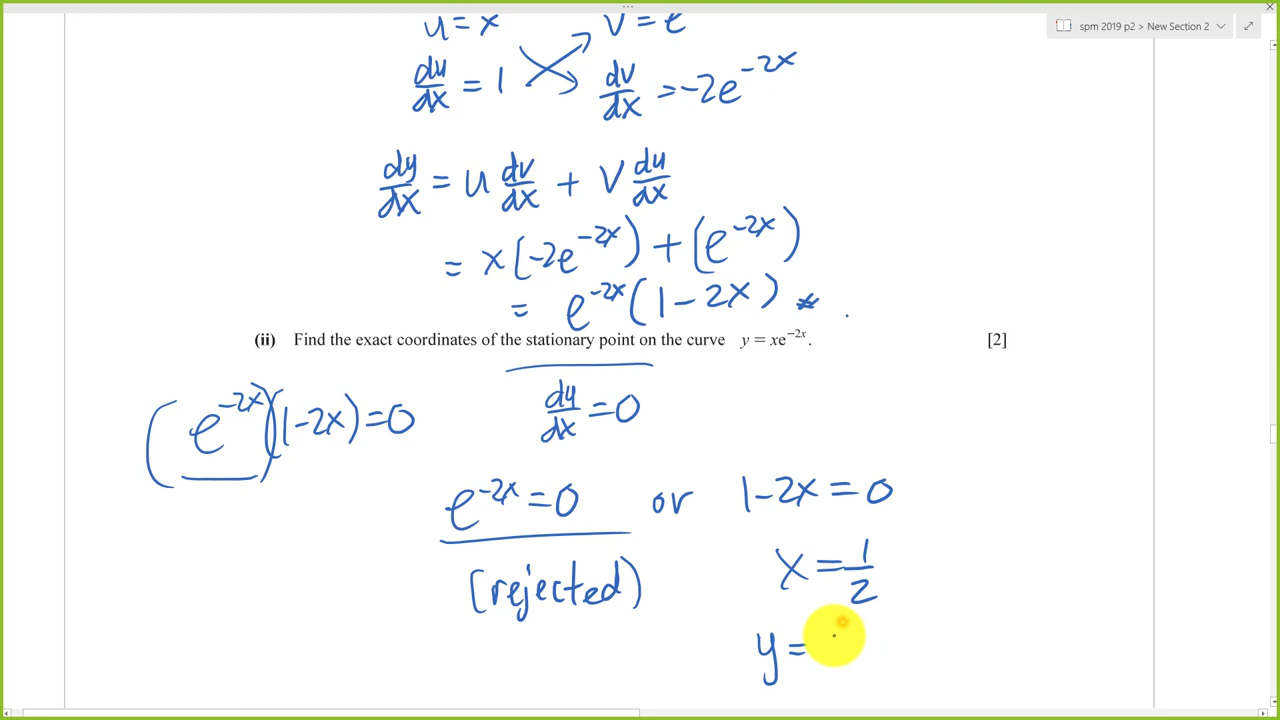 spm 2019 p2 > New Section 2
u = x v = e
du/dx = 1 dv/dx = -2e^-2x
dy/dx = u dv/dx + v du/dx
= x(-2e^-2x) + (e^-2x)
= e^-2x (1-2x) *.
(ii) Find the exact coordinates of the stationary point on the curve y = xe^−2x. [2]
(e^-2x)(1-2x) = 0 dy/dx = 0
e^-2x = 0 or 1-2x = 0
(rejected) x = 1/2
y =